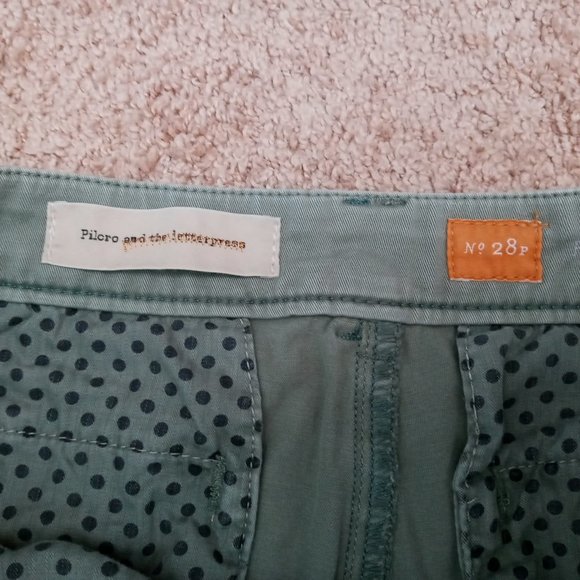 Pilcro and the letterpress
Nº 28P